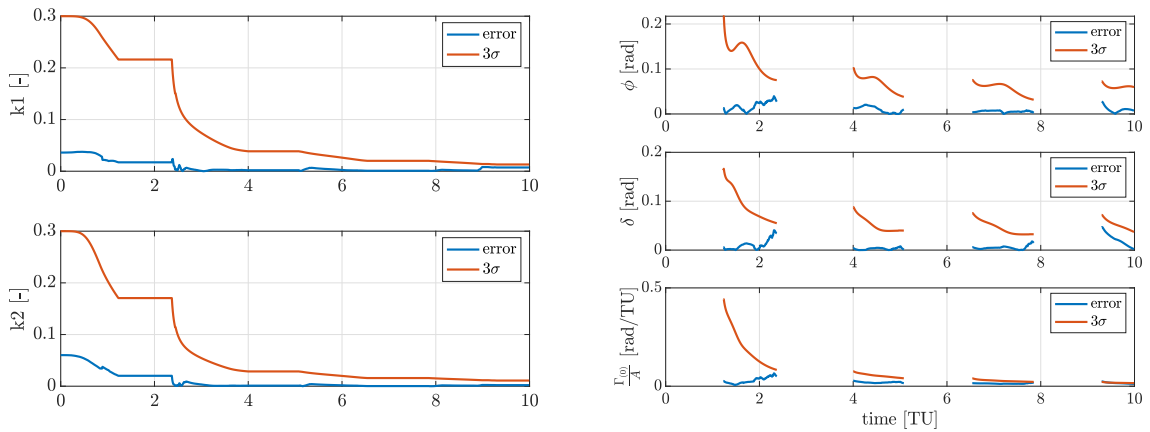 k1 [-]
0.3
0.2
0.1
0
0 2 4 6 8 10
error
3σ
k2 [-]
0.3
0.2
0.1
0
0 2 4 6 8 10
error
3σ
ϕ [rad]
0.2
0.1
0
0 2 4 6 8 10
error
3σ
δ [rad]
0.2
0.1
0
0 2 4 6 8 10
error
3σ
Γ(0)/A [rad/TU]
0.5
0
0 2 4 6 8 10
error
3σ
time [TU]